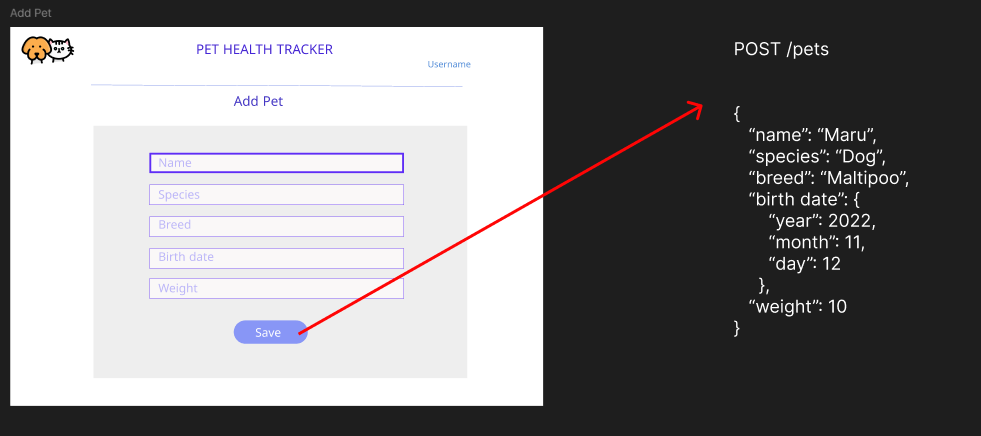 Add Pet
PET HEALTH TRACKER
Username
Add Pet
Name
Species
Breed
Birth date
Weight
Save
POST /pets
{
“name”: “Maru”,
“species”: “Dog”,
“breed”: “Maltipoo”,
“birth date”: {
“year”: 2022,
“month”: 11,
“day”: 12
},
“weight”: 10
}